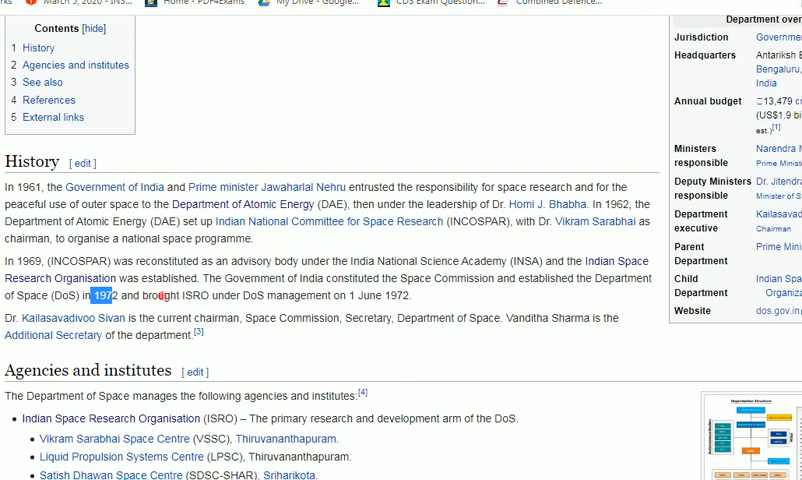 March 5, 2020 - INS...
Home - PDF4Exams
My Drive - Google...
CDS Exam Question...
Combined Defence...
Contents [hide]
1 History
2 Agencies and institutes
3 See also
4 References
5 External links
History [ edit ]
In 1961, the Government of India and Prime minister Jawaharlal Nehru entrusted the responsibility for space research and for the
peaceful use of outer space to the Department of Atomic Energy (DAE), then under the leadership of Dr. Homi J. Bhabha. In 1962, the
Department of Atomic Energy (DAE) set up Indian National Committee for Space Research (INCOSPAR), with Dr. Vikram Sarabhai as
chairman, to organise a national space programme.
In 1969, (INCOSPAR) was reconstituted as an advisory body under the India National Science Academy (INSA) and the Indian Space
Research Organisation was established. The Government of India constituted the Space Commission and established the Department
of Space (DoS) in 1972 and brought ISRO under DoS management on 1 June 1972.
Dr. Kailasavadivoo Sivan is the current chairman, Space Commission, Secretary, Department of Space. Vanditha Sharma is the
Additional Secretary of the department.[3]
Agencies and institutes [ edit ]
The Department of Space manages the following agencies and institutes:[4]
• Indian Space Research Organisation (ISRO) – The primary research and development arm of the DoS.
• Vikram Sarabhai Space Centre (VSSC), Thiruvananthapuram.
• Liquid Propulsion Systems Centre (LPSC), Thiruvananthapuram.
• Satish Dhawan Space Centre (SDSC-SHAR), Sriharikota.
Department over
Jurisdiction Governme
Headquarters Antariksh B
Bengaluru,
India
Annual budget 13,479 c
(US$1.9 bi
est.)[1]
Ministers Narendra M
responsible Prime Minist
Deputy Ministers Dr. Jitendra
responsible Minister of S
Department Kailasavad
executive Chairman
Parent Prime Mini
Department
Child Indian Spa
Department Organiza
Website dos.gov.in